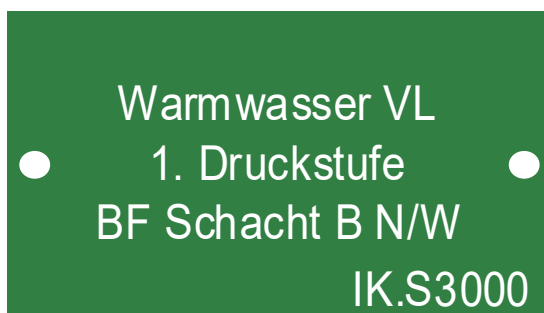 Warmwasser VL
1. Druckstufe
BF Schacht B N/W
IK.S3000